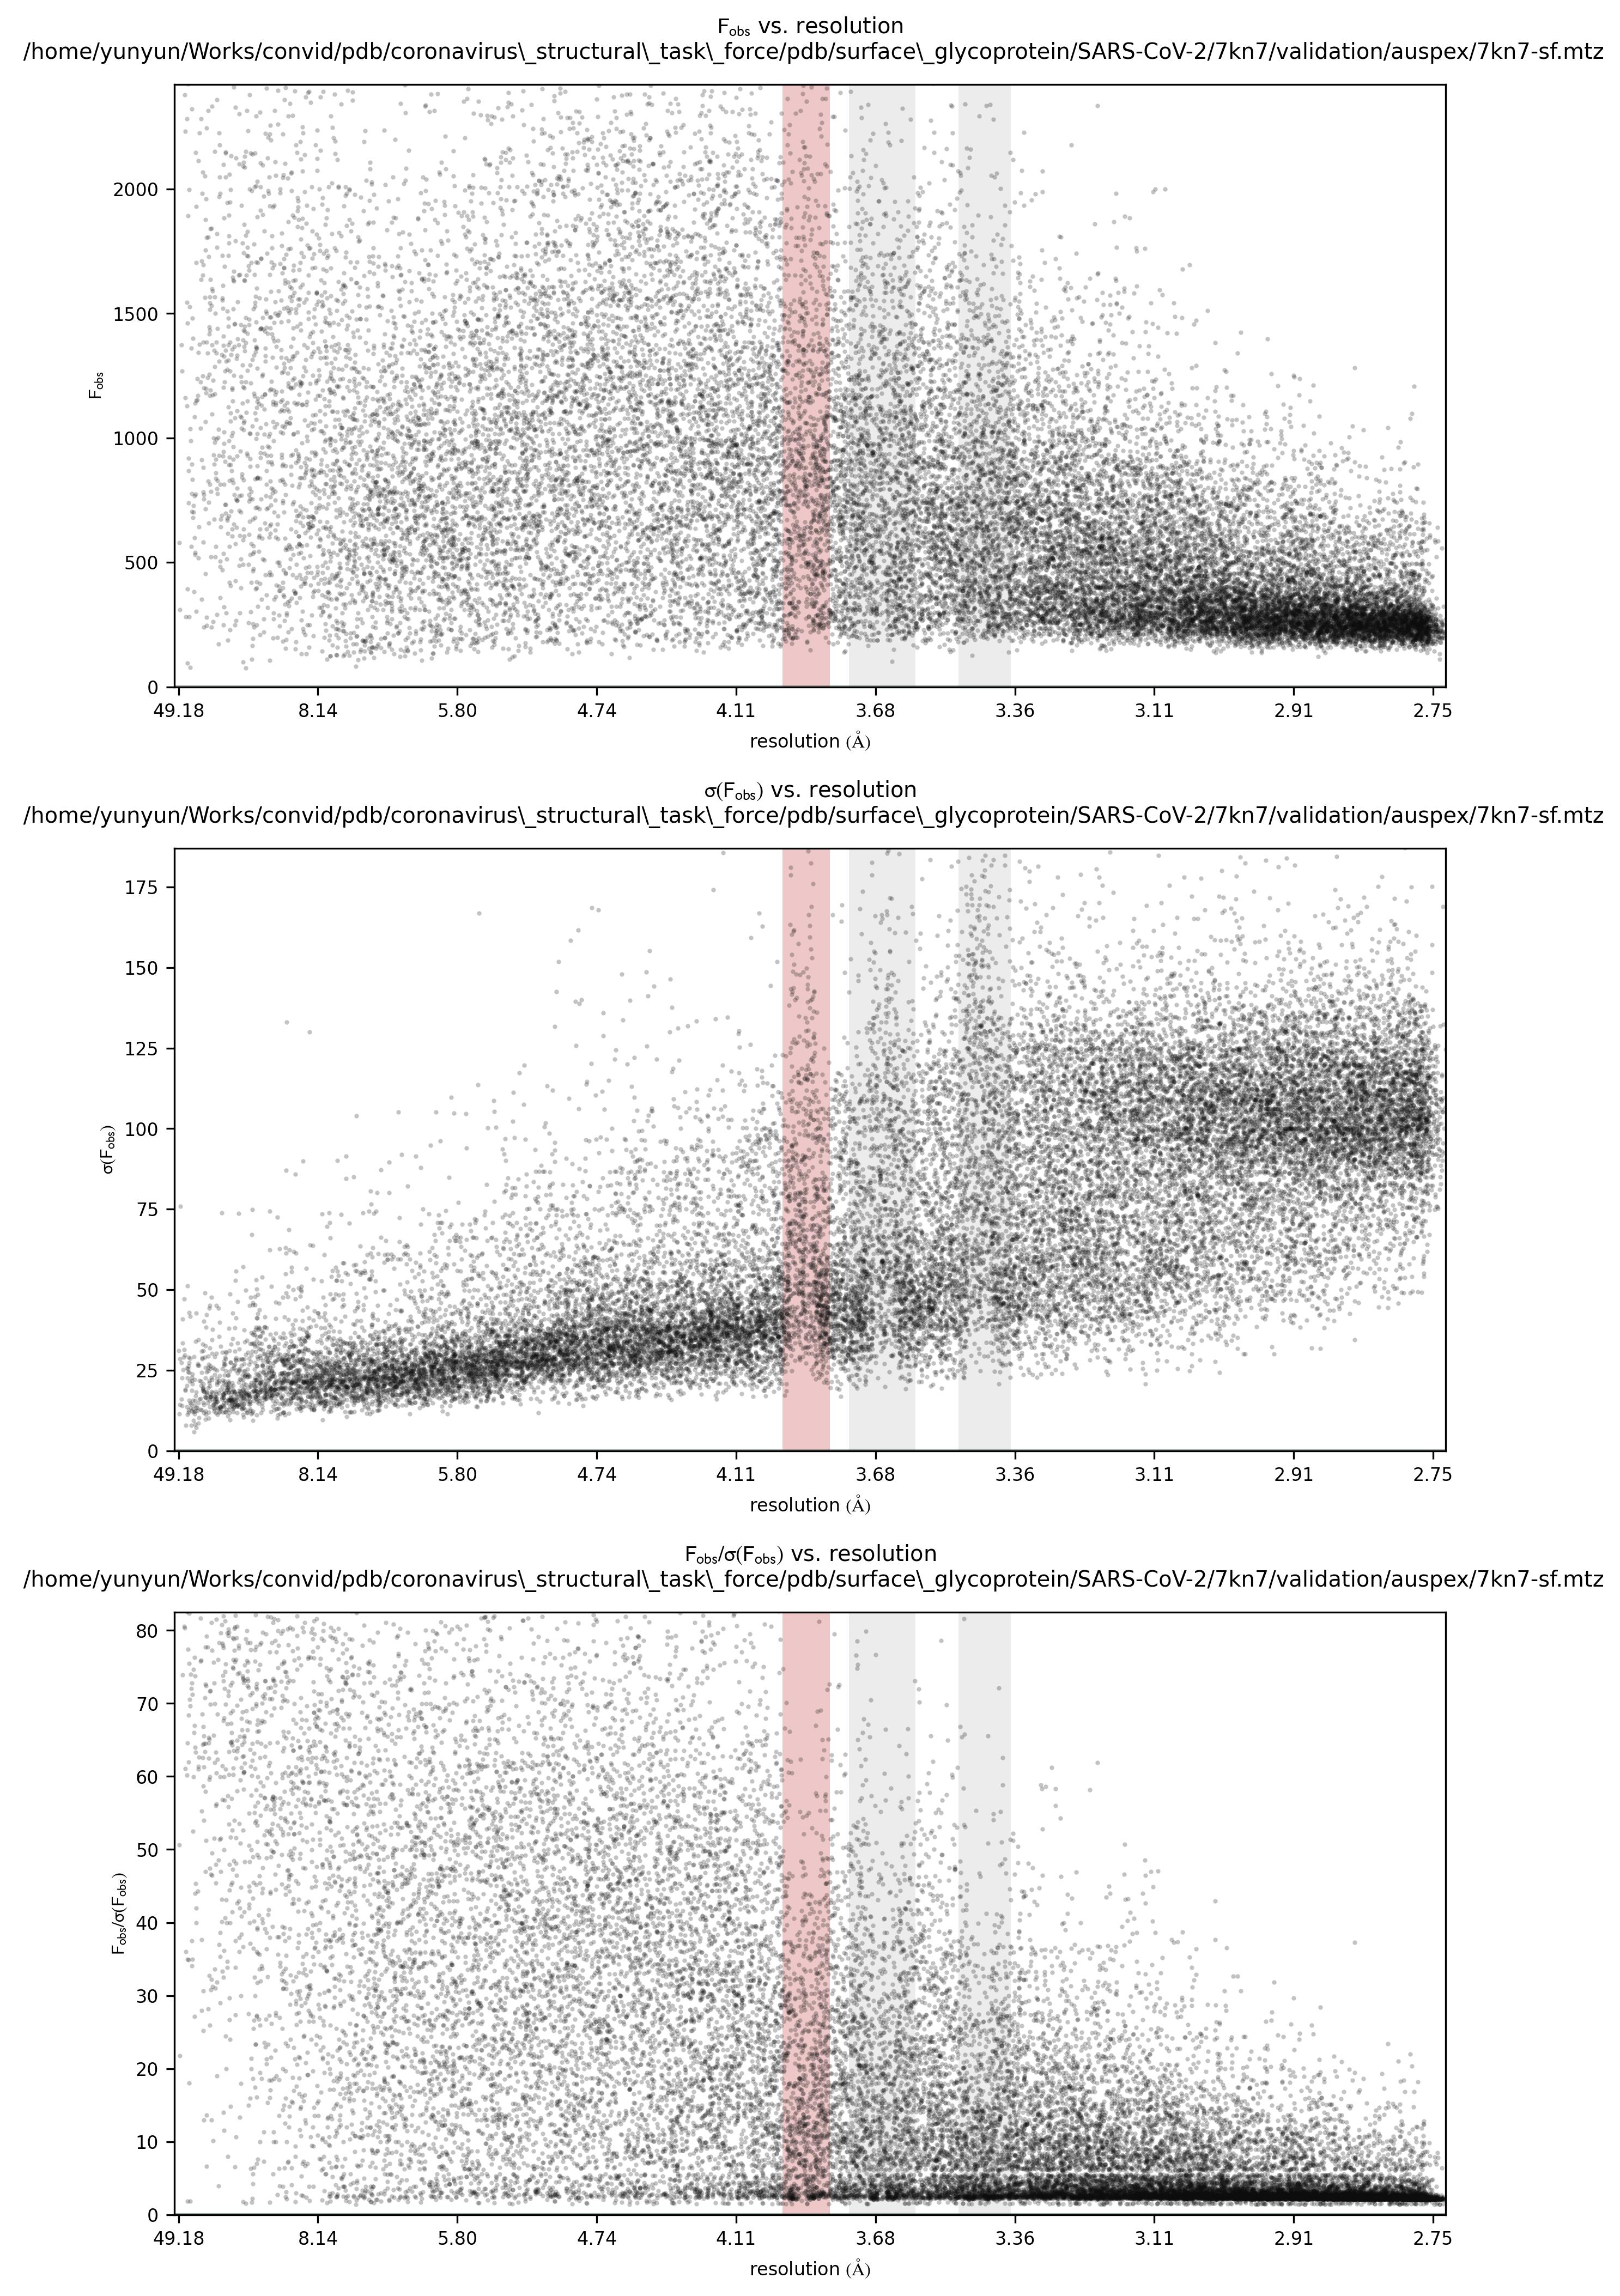 Fobs vs. resolution
/home/yunyun/Works/convid/pdb/coronavirus\_structural\_task\_force/pdb/surface\_glycoprotein/SARS-CoV-2/7kn7/validation/auspex/7kn7-sf.mtz
2000
1500
1000
500
0
Fobs
49.18 8.14 5.80 4.74 4.11 3.68 3.36 3.11 2.91 2.75
resolution (Å)
σ(Fobs) vs. resolution
/home/yunyun/Works/convid/pdb/coronavirus\_structural\_task\_force/pdb/surface\_glycoprotein/SARS-CoV-2/7kn7/validation/auspex/7kn7-sf.mtz
175
150
125
100
75
50
25
0
σ(Fobs)
49.18 8.14 5.80 4.74 4.11 3.68 3.36 3.11 2.91 2.75
resolution (Å)
Fobs/σ(Fobs) vs. resolution
/home/yunyun/Works/convid/pdb/coronavirus\_structural\_task\_force/pdb/surface\_glycoprotein/SARS-CoV-2/7kn7/validation/auspex/7kn7-sf.mtz
80
70
60
50
40
30
20
10
0
Fobs/σ(Fobs)
49.18 8.14 5.80 4.74 4.11 3.68 3.36 3.11 2.91 2.75
resolution (Å)